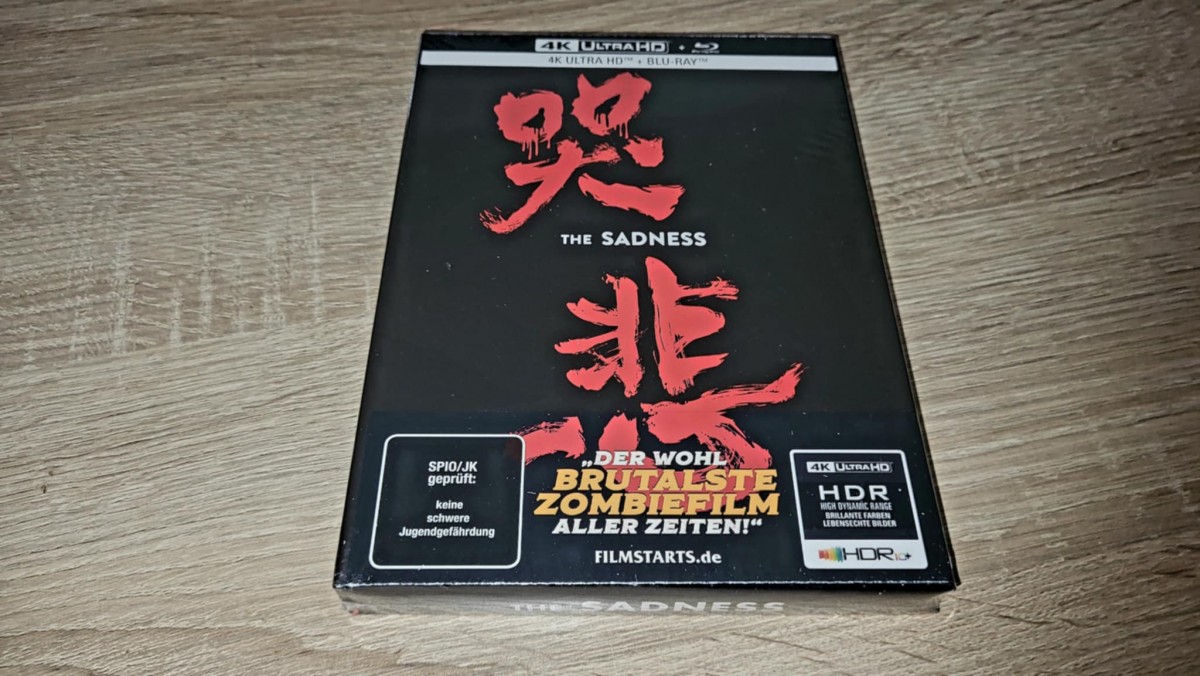 4K ULTRA HD + Blu-ray
4K ULTRA HD™ + BLU-RAY™
哭
THE SADNESS
悲
SPIO/JK
geprüft:
keine
schwere
Jugendgefährdung
„DER WOHL
BRUTALSTE
ZOMBIEFILM
ALLER ZEITEN!“
FILMSTARTS.de
4K ULTRA HD
HDR
HIGH DYNAMIC RANGE
BRILLANTE FARBEN
LEBENSECHTE BILDER
HDR10+
THE SADNESS